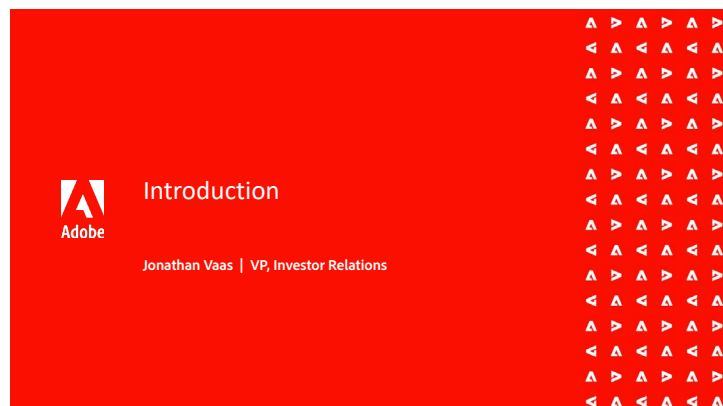 Introduction
Adobe
Jonathan Vaas | VP, Investor Relations